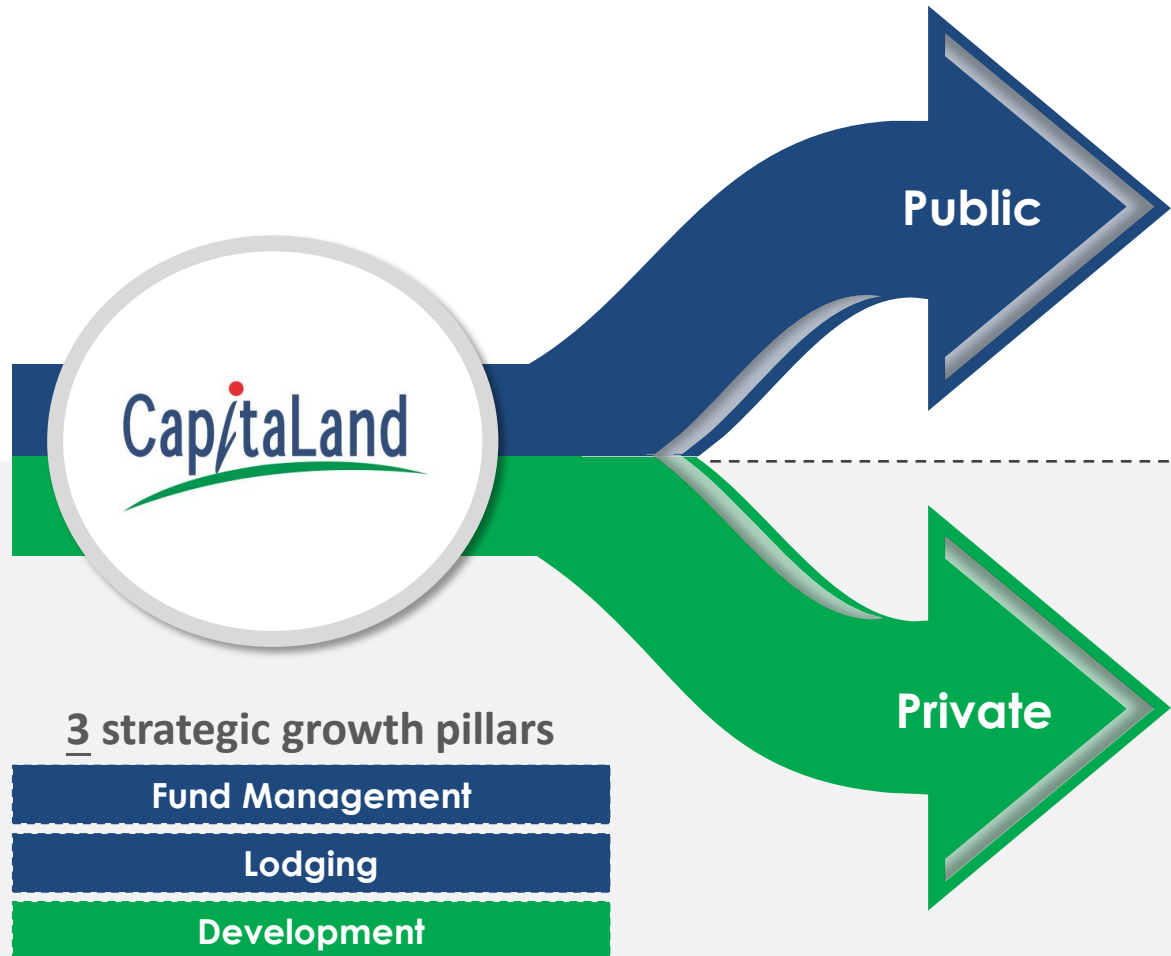 Public
CapitaLand
Private
3 strategic growth pillars
Fund Management
Lodging
Development